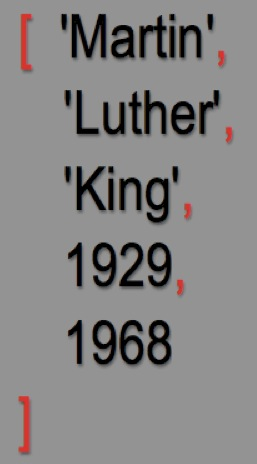 [ 'Martin',
'Luther',
'King',
1929,
1968
]